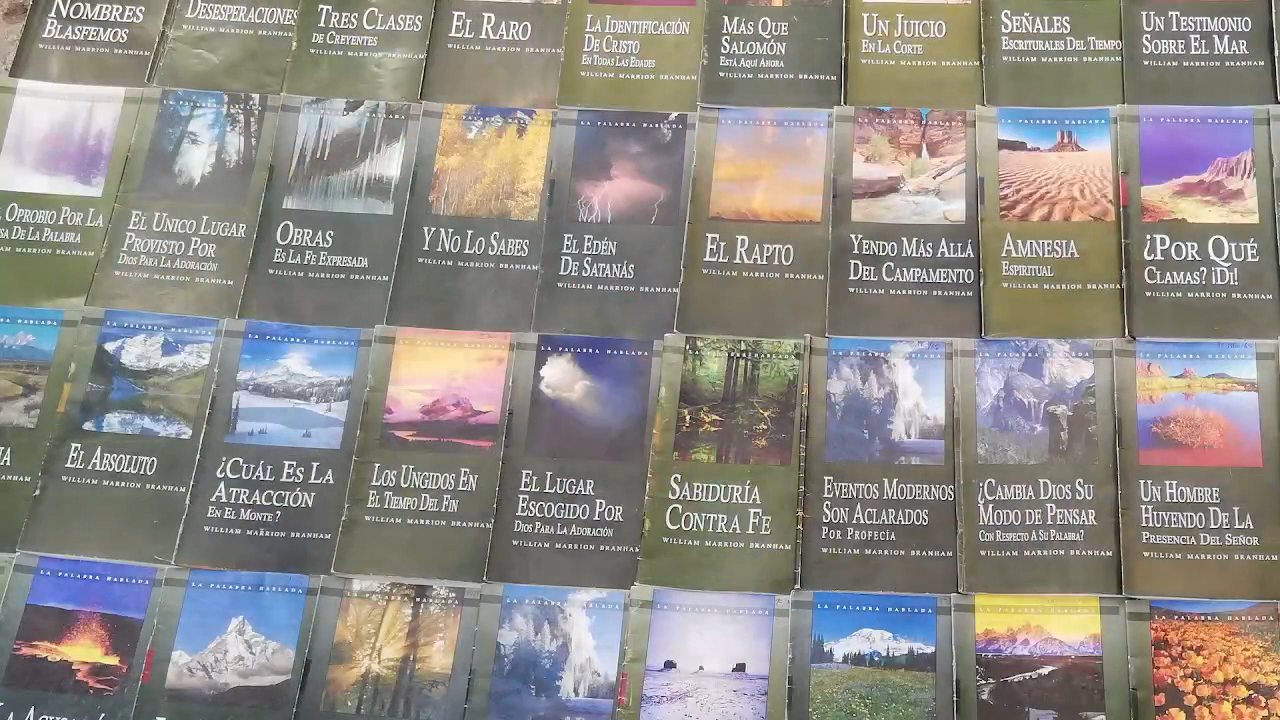 NOMBRES
BLASFEMOS
WILLIAM MARRION BRANHAM
DESESPERACIONES
WILLIAM MARRION BRANHAM
TRES CLASES
DE CREYENTES
WILLIAM MARRION BRANHAM
EL RARO
WILLIAM MARRION BRANHAM
LA IDENTIFICACIÓN
DE CRISTO
EN TODAS LAS EDADES
WILLIAM MARRION BRANHAM
MÁS QUE
SALOMÓN
ESTÁ AQUÍ AHORA
WILLIAM MARRION BRANHAM
UN JUICIO
EN LA CORTE
WILLIAM MARRION BRANHAM
SEÑALES
ESCRITURALES DEL TIEMPO
WILLIAM MARRION BRANHAM
UN TESTIMONIO
SOBRE EL MAR
WILLIAM MARRION BRANHAM
OPROBIO POR LA
DE LA PALABRA
WILLIAM MARRION BRANHAM
LA PALABRA HABLADA
EL UNICO LUGAR
PROVISTO POR
DIOS PARA LA ADORACIÓN
WILLIAM MARRION BRANHAM
LA PALABRA HABLADA
OBRAS
ES LA FE EXPRESADA
WILLIAM MARRION BRANHAM
LA PALABRA HABLADA
Y NO LO SABES
WILLIAM MARRION BRANHAM
LA PALABRA HABLADA
EL EDÉN
DE SATANÁS
WILLIAM MARRION BRANHAM
LA PALABRA HABLADA
EL RAPTO
WILLIAM MARRION BRANHAM
LA PALABRA HABLADA
YENDO MÁS ALLÁ
DEL CAMPAMENTO
WILLIAM MARRION BRANHAM
LA PALABRA HABLADA
AMNESIA
ESPIRITUAL
WILLIAM MARRION BRANHAM
LA PALABRA HABLADA
¿POR QUÉ
CLAMAS? ¡DI!
WILLIAM MARRION BRANHAM
HABLADA
LA PALABRA HABLADA
EL ABSOLUTO
WILLIAM MARRION BRANHAM
LA PALABRA HABLADA
¿CUÁL ES LA
ATRACCIÓN
EN EL MONTE?
WILLIAM MARRION BRANHAM
LA PALABRA HABLADA
LOS UNGIDOS EN
EL TIEMPO DEL FIN
WILLIAM MARRION BRANHAM
LA PALABRA HABLADA
EL LUGAR
ESCOGIDO POR
DIOS PARA LA ADORACIÓN
WILLIAM MARRION BRANHAM
LA PALABRA HABLADA
SABIDURÍA
CONTRA FE
WILLIAM MARRION BRANHAM
LA PALABRA HABLADA
EVENTOS MODERNOS
SON ACLARADOS
POR PROFECÍA
WILLIAM MARRION BRANHAM
LA PALABRA HABLADA
¿CAMBIA DIOS SU
MODO DE PENSAR
CON RESPECTO A SU PALABRA?
WILLIAM MARRION BRANHAM
LA PALABRA HABLADA
UN HOMBRE
HUYENDO DE LA
PRESENCIA DEL SEÑOR
WILLIAM MARRION BRANHAM
LA PALABRA HABLADA
LA PALABRA HABLADA
LA PALABRA HABLADA
LA PALABRA HABLADA
LA PALABRA HABLADA
LA PALABRA HABLADA
LA PALABRA HABLADA
LA PALABRA HABLADA